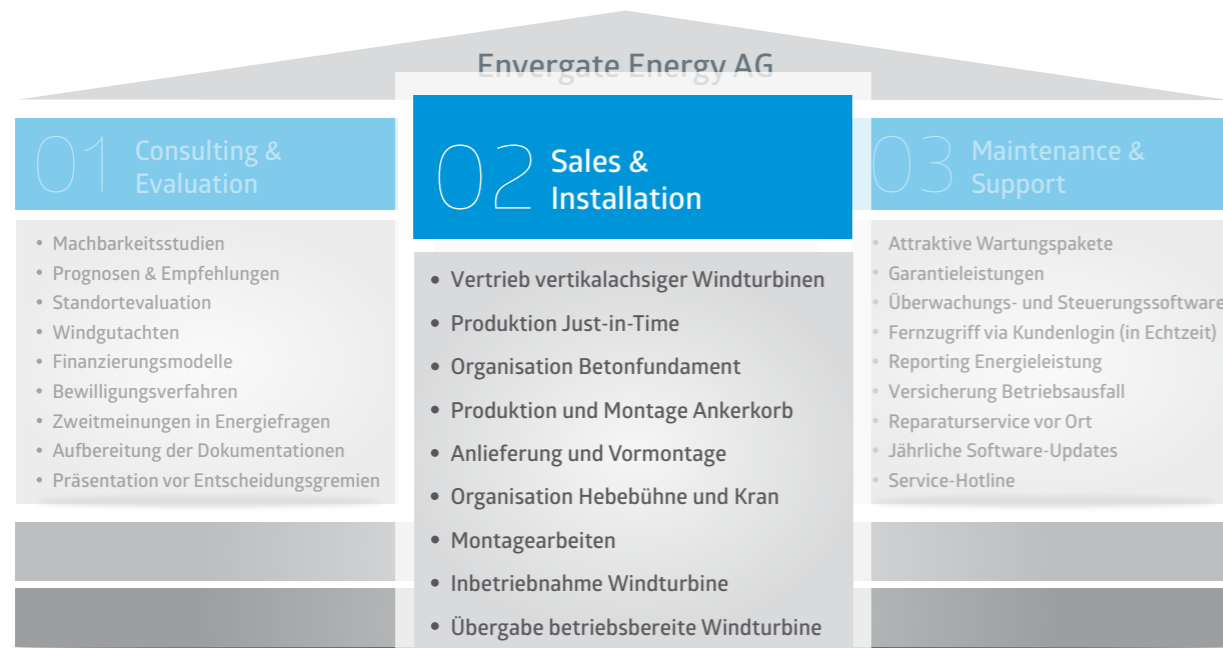 Envergate Energy AG
01
Consulting &
Evaluation
• Machbarkeitsstudien
• Prognosen & Empfehlungen
• Standortevaluation
• Windgutachten
• Finanzierungsmodelle
• Bewilligungsverfahren
• Zweitmeinungen in Energiefragen
• Aufbereitung der Dokumentationen
• Präsentation vor Entscheidungsgremien
02
Sales &
Installation
• Vertrieb vertikalachsiger Windturbinen
• Produktion Just-in-Time
• Organisation Betonfundament
• Produktion und Montage Ankerkorb
• Anlieferung und Vormontage
• Organisation Hebebühne und Kran
• Montagearbeiten
• Inbetriebnahme Windturbine
• Übergabe betriebsbereite Windturbine
03
Maintenance &
Support
• Attraktive Wartungspakete
• Garantieleistungen
• Überwachungs- und Steuerungssoftware
• Fernzugriff via Kundenlogin (in Echtzeit)
• Reporting Energieleistung
• Versicherung Betriebsausfall
• Reparaturservice vor Ort
• Jährliche Software-Updates
• Service-Hotline